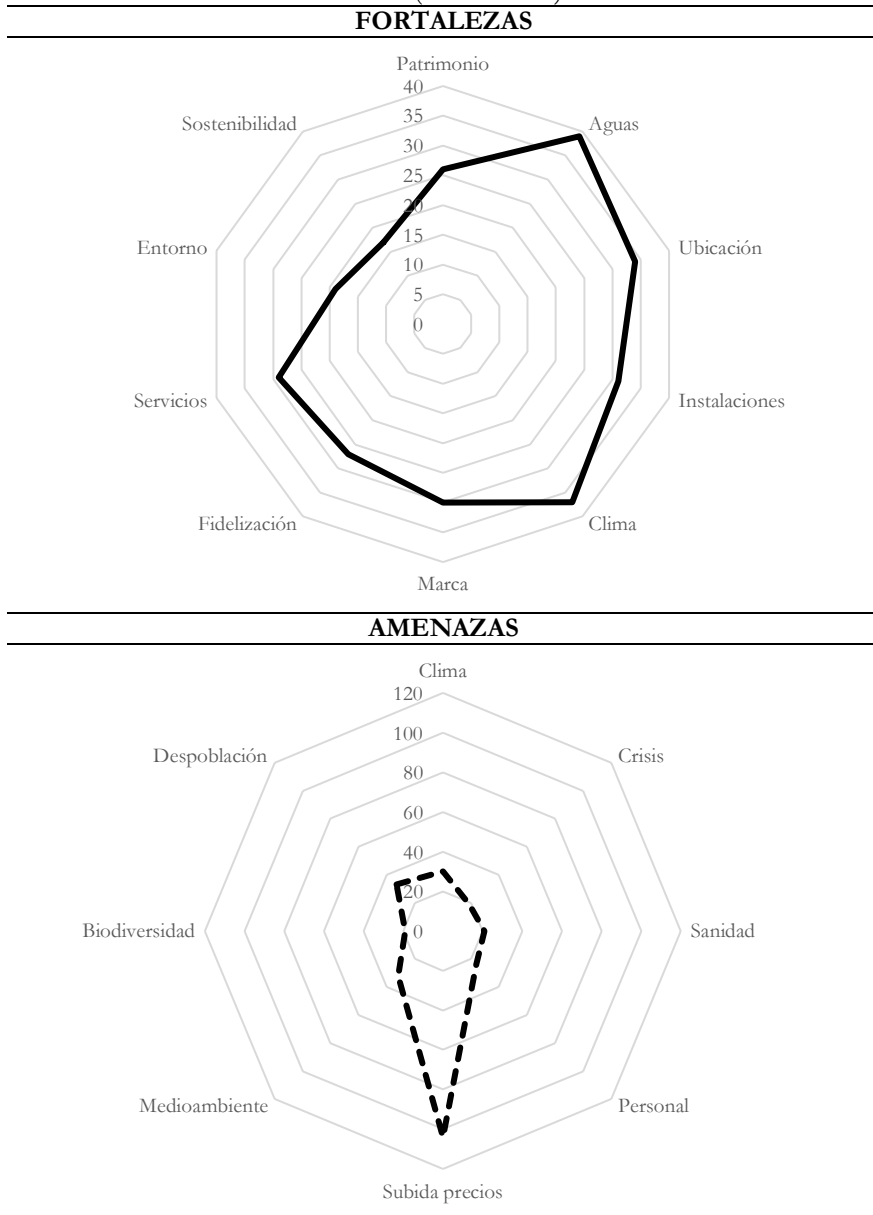 FORTALEZAS
Patrimonio
40
35
30
25
20
15
10
5
0
Aguas
Ubicación
Instalaciones
Clima
Marca
Fidelización
Servicios
Entorno
Sostenibilidad
AMENAZAS
Clima
120
100
80
60
40
20
0
Crisis
Sanidad
Personal
Subida precios
Medioambiente
Biodiversidad
Despoblación